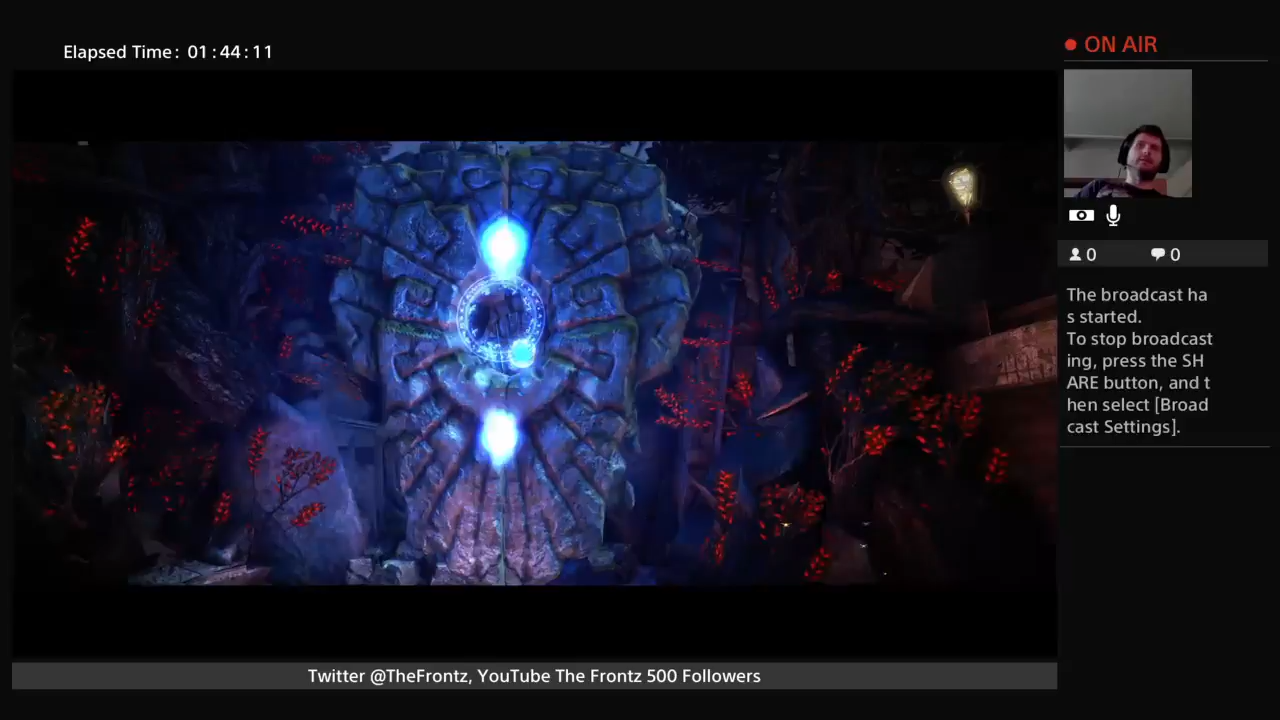 Elapsed Time: 01:44:11
ON AIR
0 0
The broadcast ha
s started.
To stop broadcast
ing, press the SH
ARE button, and t
hen select [Broad
cast Settings].
Twitter @TheFrontz, YouTube The Frontz 500 Followers